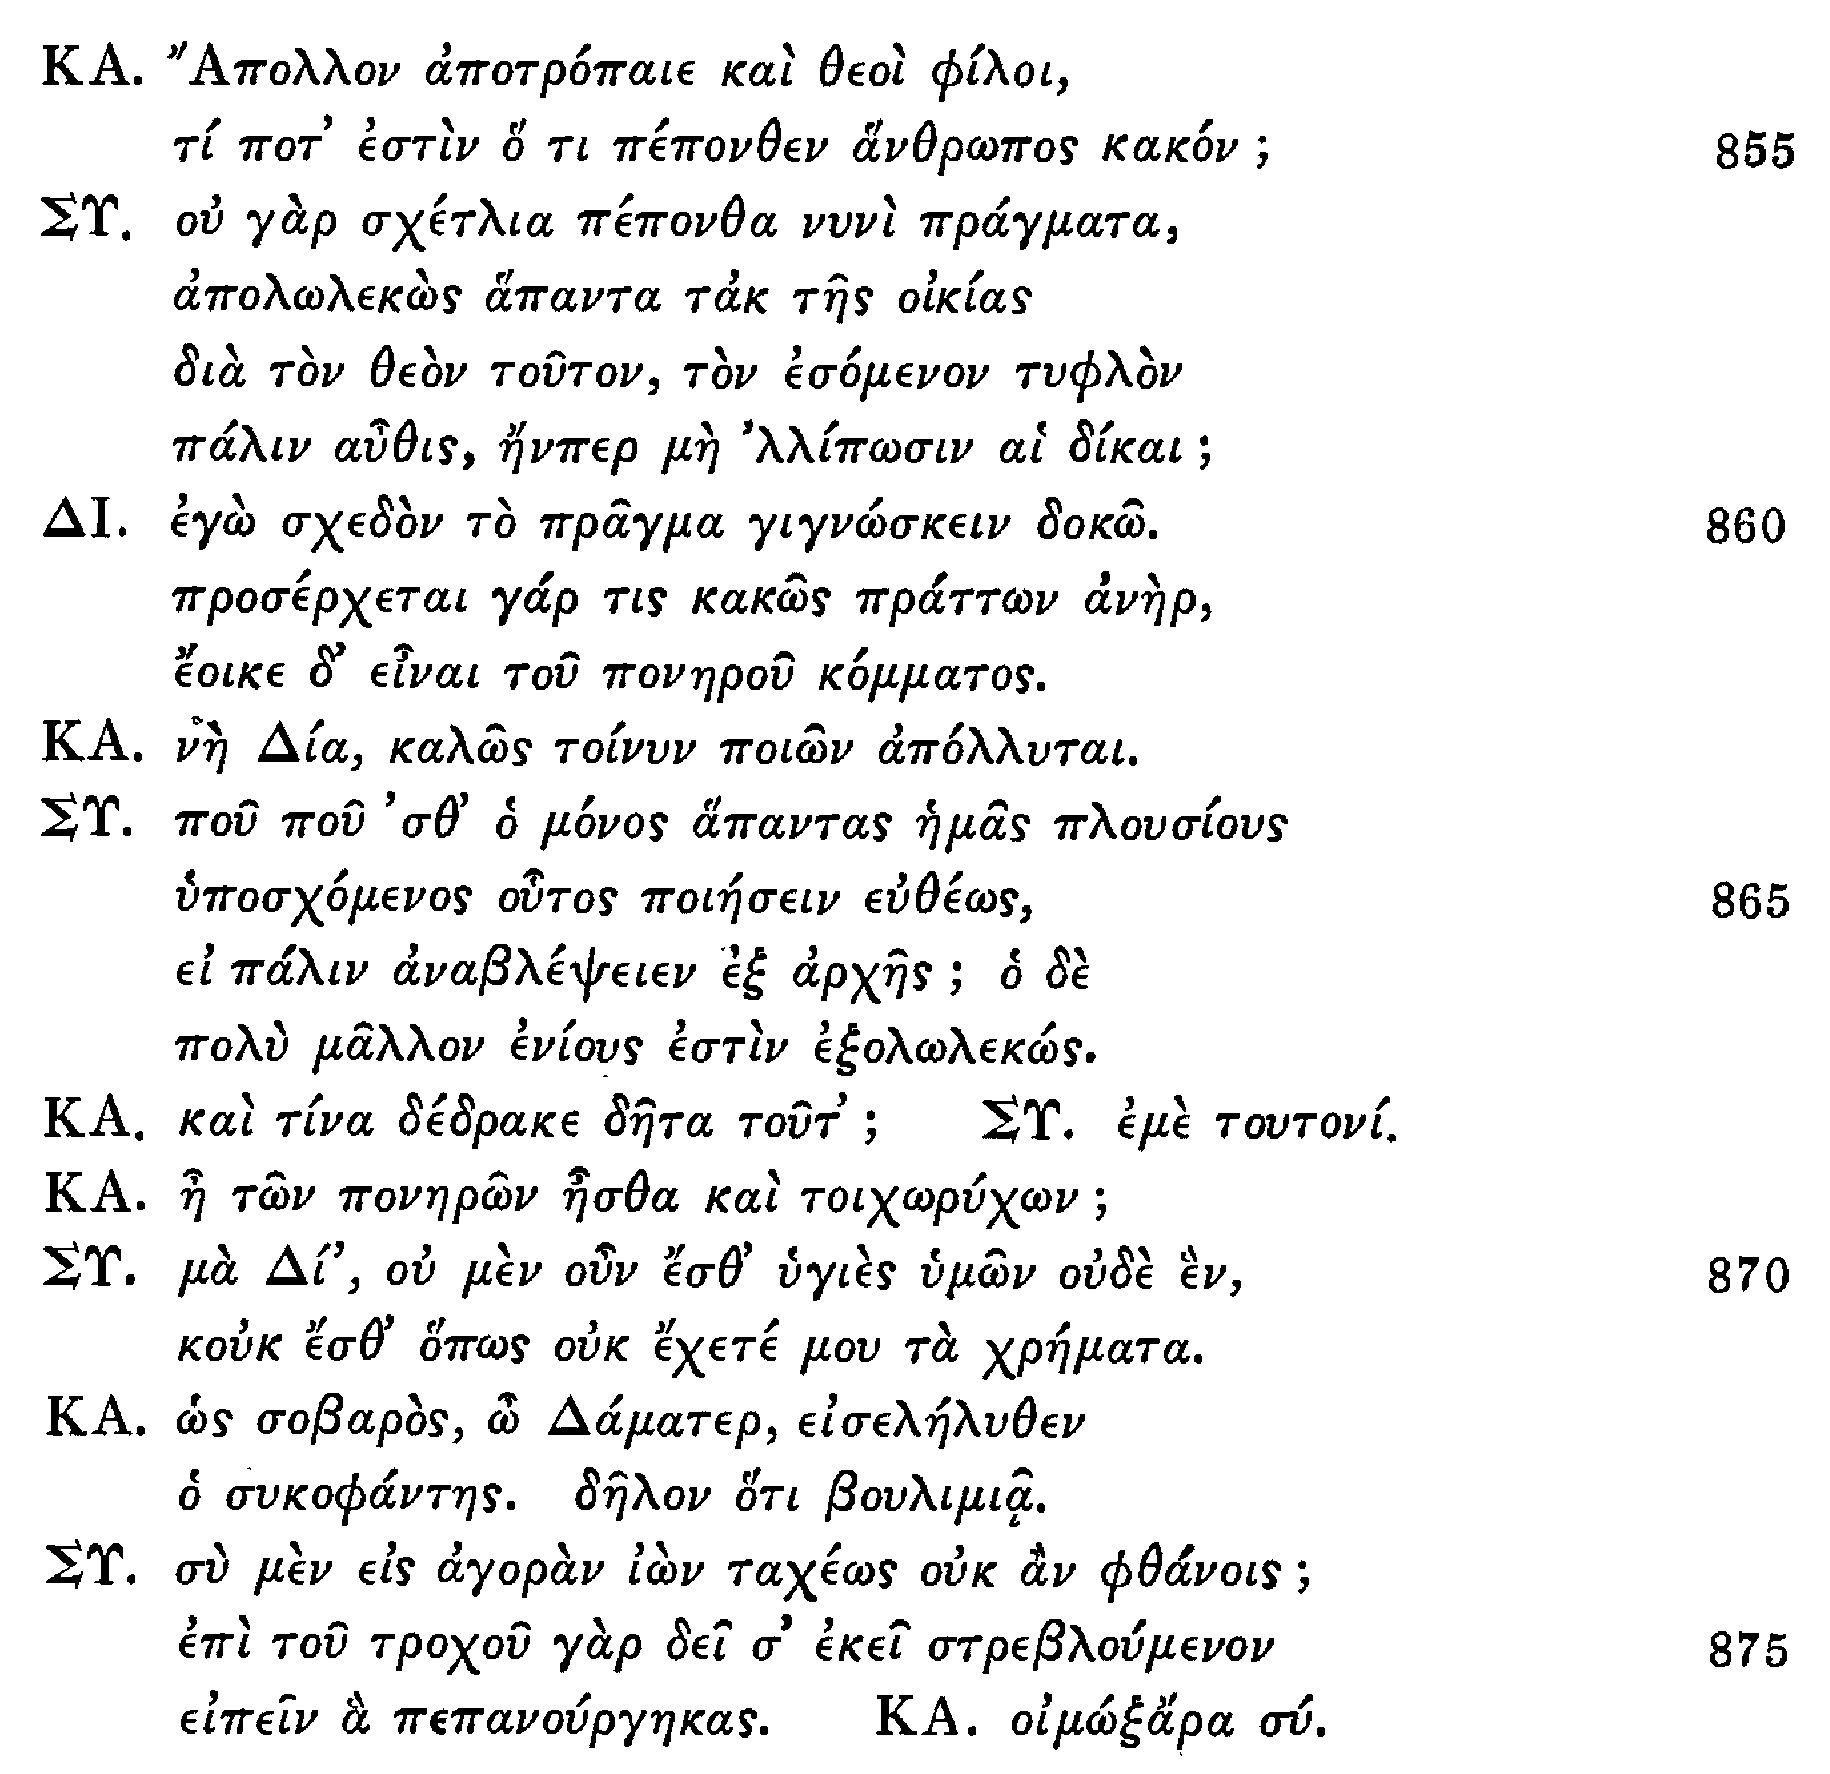 ΚΑ. Ἄπολλον ἀποτρόπαιε καὶ θεοὶ φίλοι,
τί ποτ’ ἐστὶν ὅ τι πέπονθεν ἅνθρωπος κακόν ; 855
ΣΥ. οὐ γὰρ σχέτλια πέπονθα νυνὶ πράγματα,
ἀπολωλεκὼς ἅπαντα τἀκ τῆς οἰκίας
διὰ τὸν θεὸν τοῦτον, τὸν ἐσόμενον τυφλὸν
πάλιν αὖθις, ἤνπερ μὴ ’λλίπωσιν αἱ δίκαι ;
ΔΙ. ἐγὼ σχεδὸν τὸ πρᾶγμα γιγνώσκειν δοκῶ. 860
προσέρχεται γάρ τις κακῶς πράττων ἀνὴρ,
ἔοικε δ’ εἶναι τοῦ πονηροῦ κόμματος.
ΚΑ. νὴ Δία, καλῶς τοίνυν ποιῶν ἀπόλλυται.
ΣΥ. ποῦ ποῦ ’σθ’ ὁ μόνος ἅπαντας ἡμᾶς πλουσίους
ὑποσχόμενος οὗτος ποιήσειν εὐθέως, 865
εἰ πάλιν ἀναβλέψειεν ἐξ ἀρχῆς ; ὁ δὲ
πολὺ μᾶλλον ἐνίους ἐστὶν ἐξολωλεκώς.
ΚΑ. καὶ τίνα δέδρακε δῆτα τοῦτ’ ; ΣΥ. ἐμὲ τουτονί.
ΚΑ. ἦ τῶν πονηρῶν ἦσθα καὶ τοιχωρύχων ;
ΣΥ. μὰ Δί’, οὐ μὲν οὖν ἔσθ’ ὑγιὲς ὑμῶν οὐδὲ ἓν, 870
κοὐκ ἔσθ’ ὅπως οὐκ ἔχετέ μου τὰ χρήματα.
ΚΑ. ὡς σοβαρὸς, ὦ Δάματερ, εἰσελήλυθεν
ὁ συκοφάντης. δῆλον ὅτι βουλιμιᾷ.
ΣΥ. σὺ μὲν εἰς ἀγορὰν ἰὼν ταχέως οὐκ ἂν φθάνοις ;
ἐπὶ τοῦ τροχοῦ γὰρ δεῖ σ’ ἐκεῖ στρεβλούμενον 875
εἰπεῖν ἃ πεπανούργηκας. ΚΑ. οἰμώξἄρα σύ.